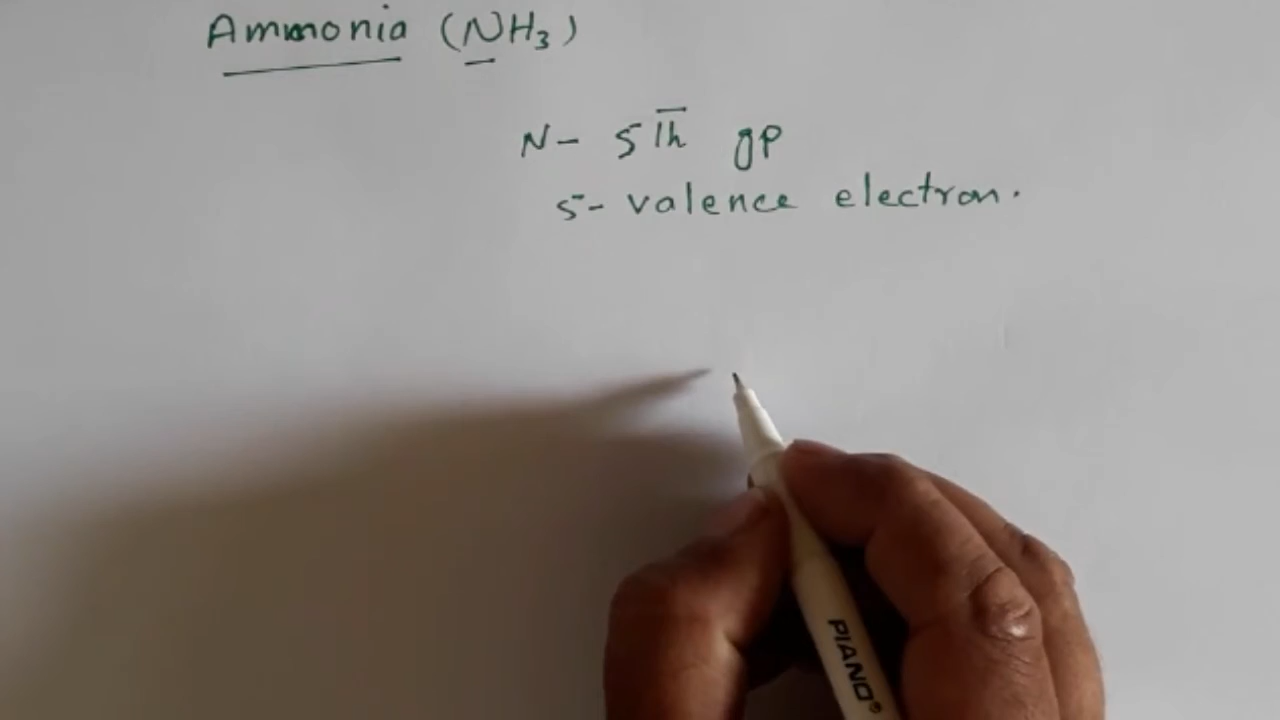 Ammonia (NH₃)
N- 5th gp
5- valence electron.
PIANO®